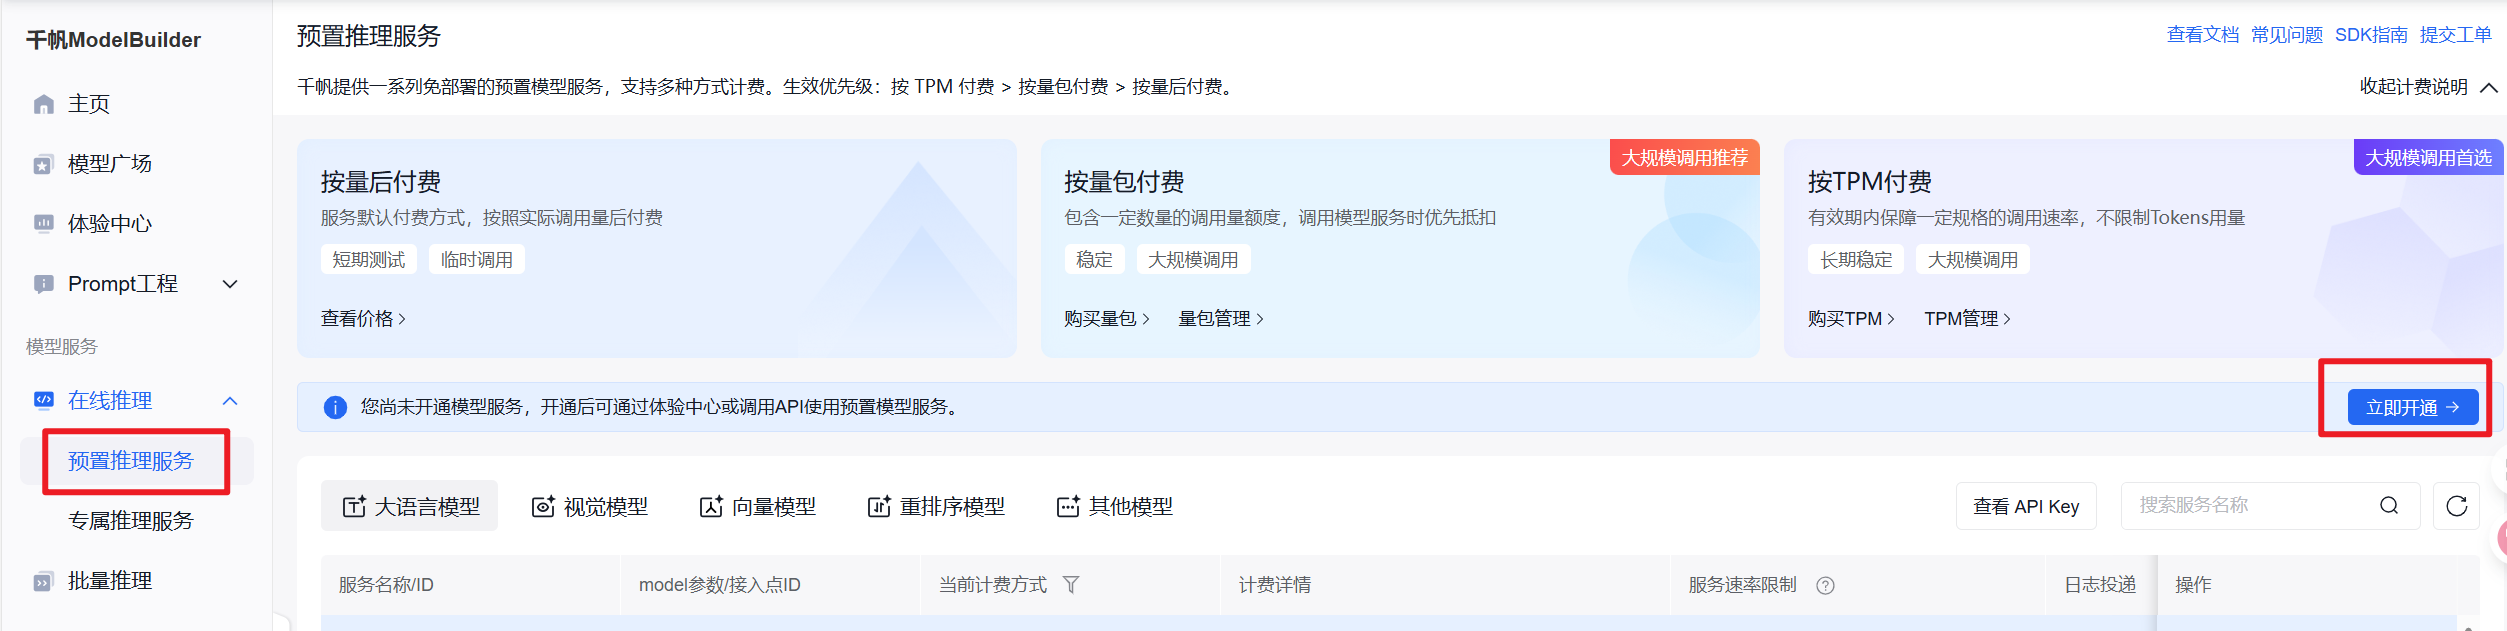 千帆ModelBuilder
主页
模型广场
体验中心
Prompt工程
模型服务
在线推理
预置推理服务
专属推理服务
批量推理
预置推理服务
查看文档 常见问题 SDK指南 提交工单
千帆提供一系列免部署的预置模型服务，支持多种方式计费。生效优先级：按 TPM 付费 > 按量包付费 > 按量后付费。
收起计费说明
按量后付费
服务默认付费方式，按照实际调用量后付费
短期测试 临时调用
查看价格
大规模调用推荐
按量包付费
包含一定数量的调用量额度，调用模型服务时优先抵扣
稳定 大规模调用
购买量包 量包管理
大规模调用首选
按TPM付费
有效期内保障一定规格的调用速率，不限制Tokens用量
长期稳定 大规模调用
购买TPM TPM管理
您尚未开通模型服务，开通后可通过体验中心或调用API使用预置模型服务。
立即开通
大语言模型 视觉模型 向量模型 重排序模型 其他模型
查看 API Key 搜索服务名称
服务名称/ID model参数/接入点ID 当前计费方式 计费详情 服务速率限制 日志投递 操作